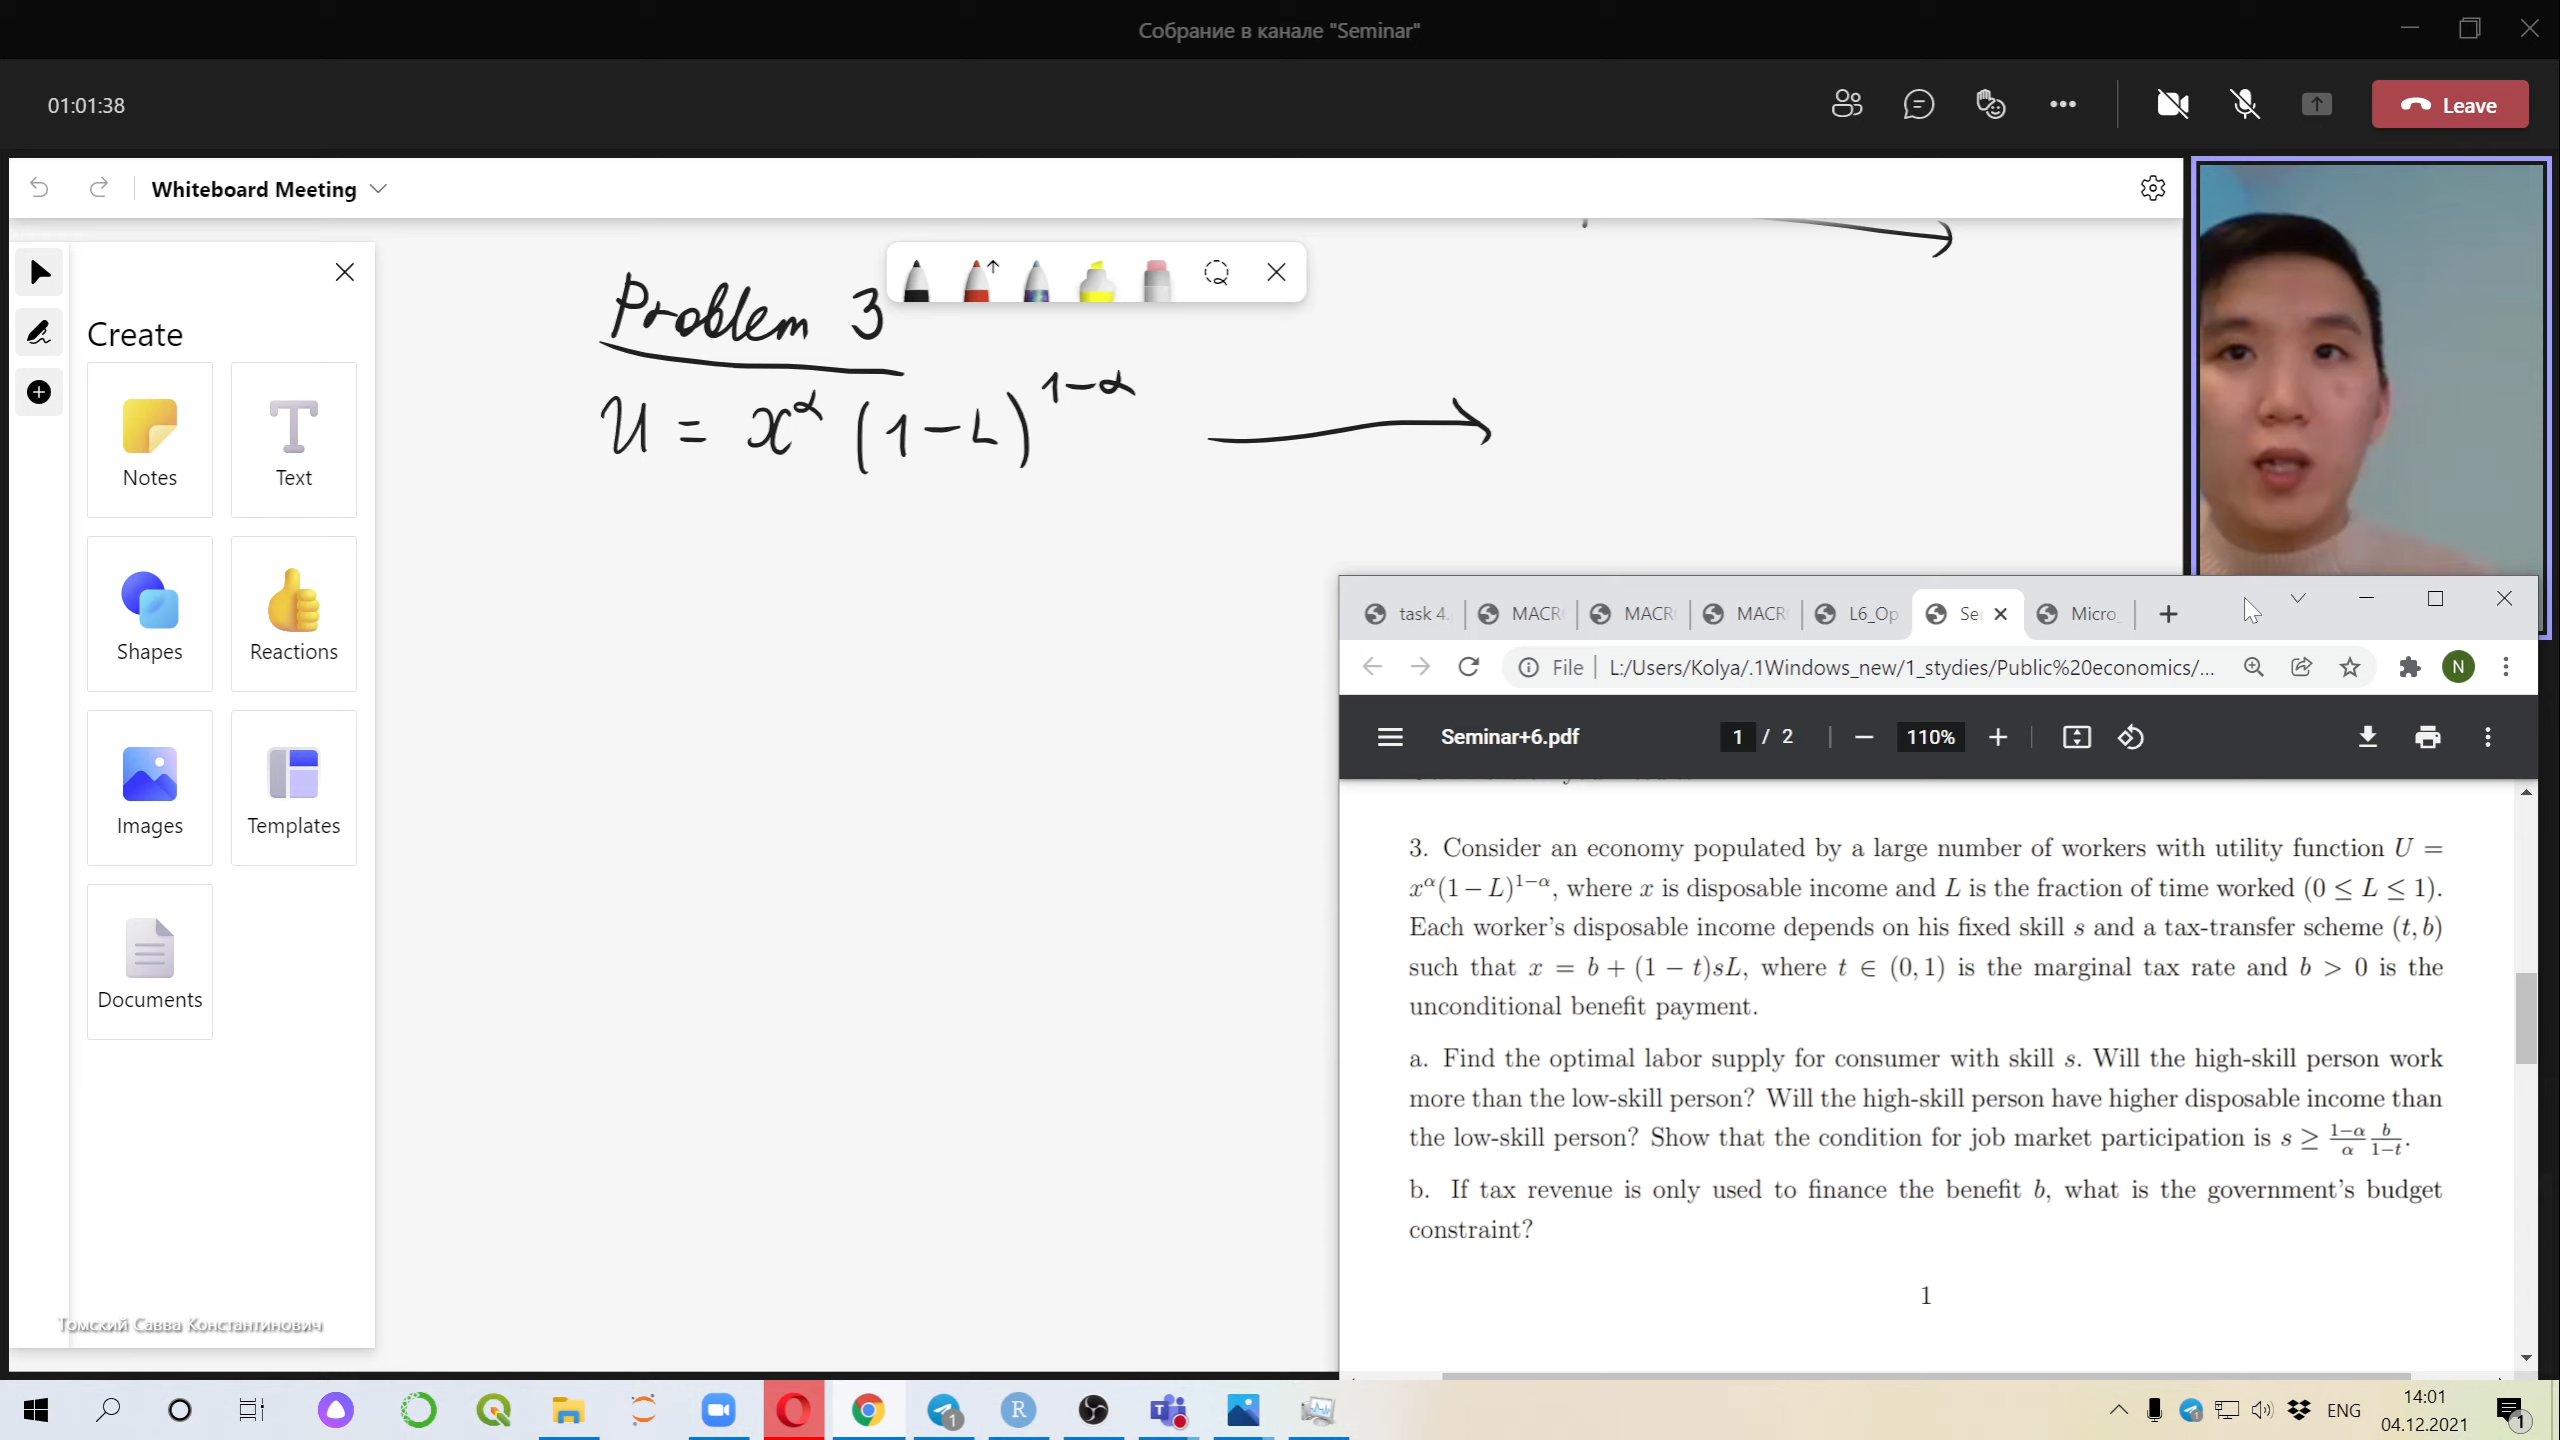 Собрание в канале "Seminar"
01:01:38
Leave
Whiteboard Meeting
Create
Notes
Text
Shapes
Reactions
Images
Templates
Documents
Томский Савва Константинович
Problem 3
U = x^α (1-L)^{1-α}
task 4. MACR MACR MACR L6_Op Se Micro_
File L:/Users/Kolya/.1Windows_new/1_stydies/Public%20economics/... N
Seminar+6.pdf 1 / 2 110%
3. Consider an economy populated by a large number of workers with utility function U =
x^α(1 − L)^{1−α}, where x is disposable income and L is the fraction of time worked (0 ≤ L ≤ 1).
Each worker's disposable income depends on his fixed skill s and a tax-transfer scheme (t, b)
such that x = b + (1 − t)sL, where t ∈ (0, 1) is the marginal tax rate and b > 0 is the
unconditional benefit payment.
a. Find the optimal labor supply for consumer with skill s. Will the high-skill person work
more than the low-skill person? Will the high-skill person have higher disposable income than
the low-skill person? Show that the condition for job market participation is s ≥ \frac{1−α}{α} \frac{b}{1−t}.
b. If tax revenue is only used to finance the benefit b, what is the government's budget
constraint?
1
1
R
1
ENG
14:01
04.12.2021
1